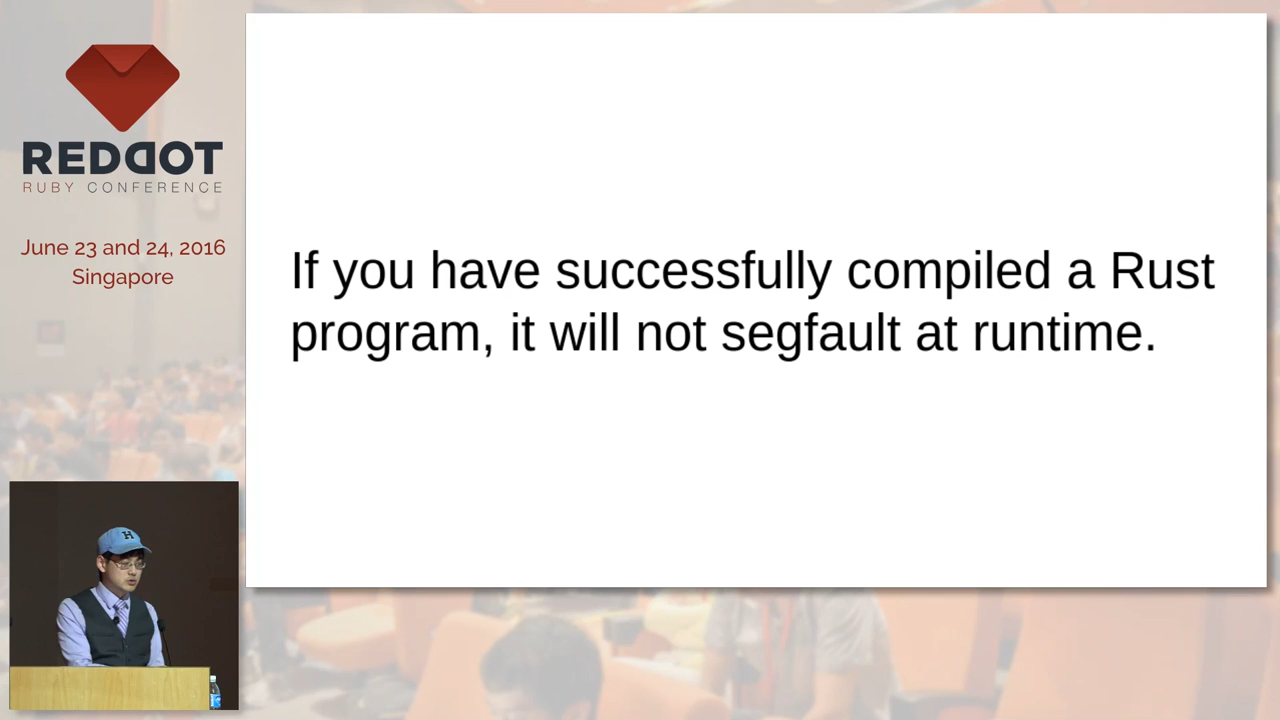 REDDOT
RUBY CONFERENCE
June 23 and 24, 2016
Singapore
If you have successfully compiled a Rust
program, it will not segfault at runtime.
H